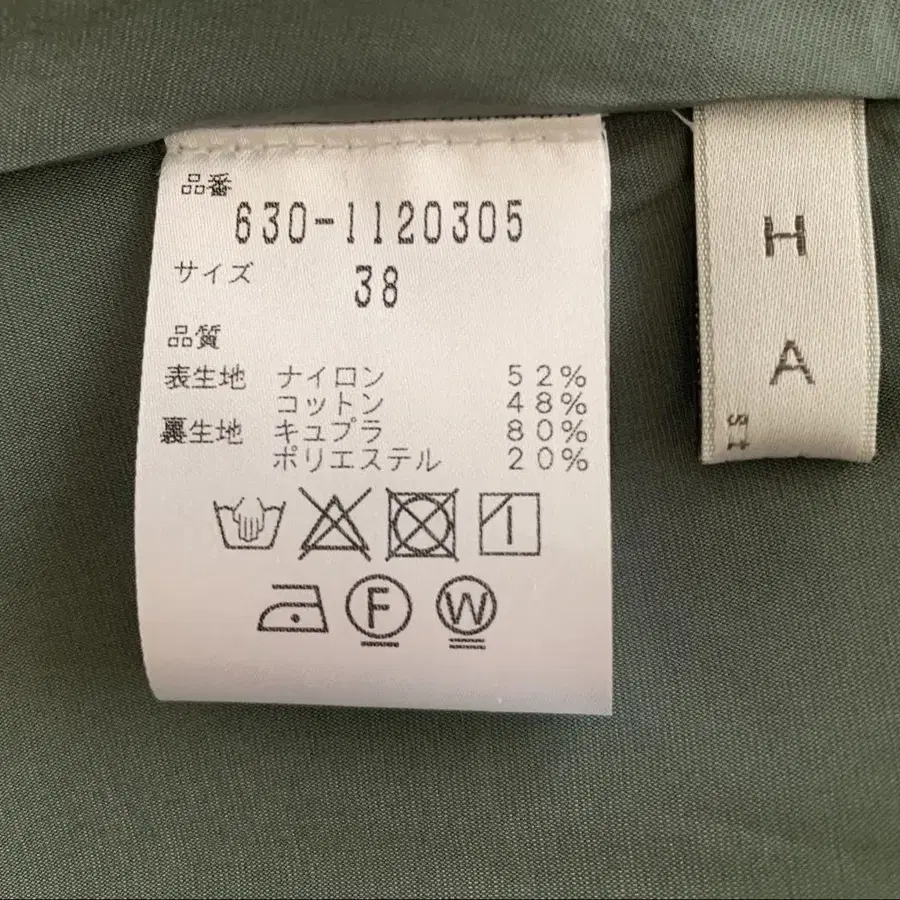 品番
630-1120305
サイズ
38
品質
表生地 ナイロン 52%
コットン 48%
裏生地 キュプラ 80%
ポリエステル 20%
F
W
H
A